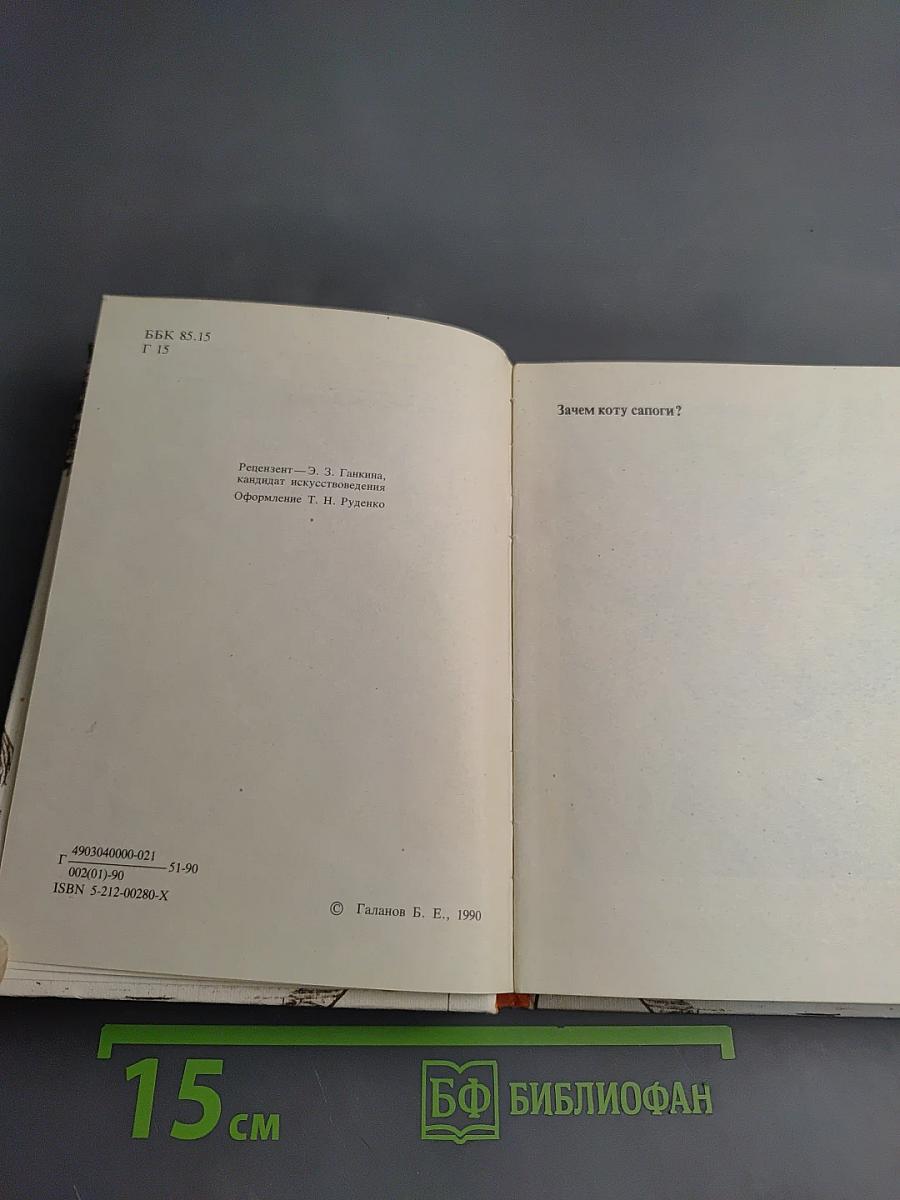 ББК 85.15
Г 15
Рецензент — Э. З. Ганкина,
кандидат искусствоведения
Оформление Т. Н. Руденко
4903040000-021
Г 51-90
002(01)-90
ISBN 5-212-00280-X
© Галанов Б. Е., 1990
Зачем коту сапоги?
15 см
БФ БИБЛИОФАН